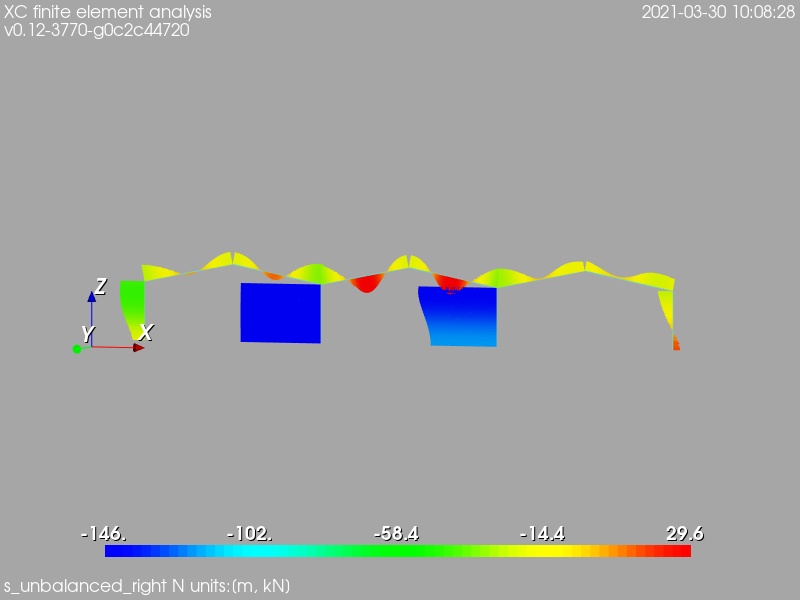 XC finite element analysis
v0.12-3770-g0c2c44720
2021-03-30 10:08:28
Z
Y
X
-146. -102. -58.4 -14.4 29.6
s_unbalanced_right N units:[m, kN]